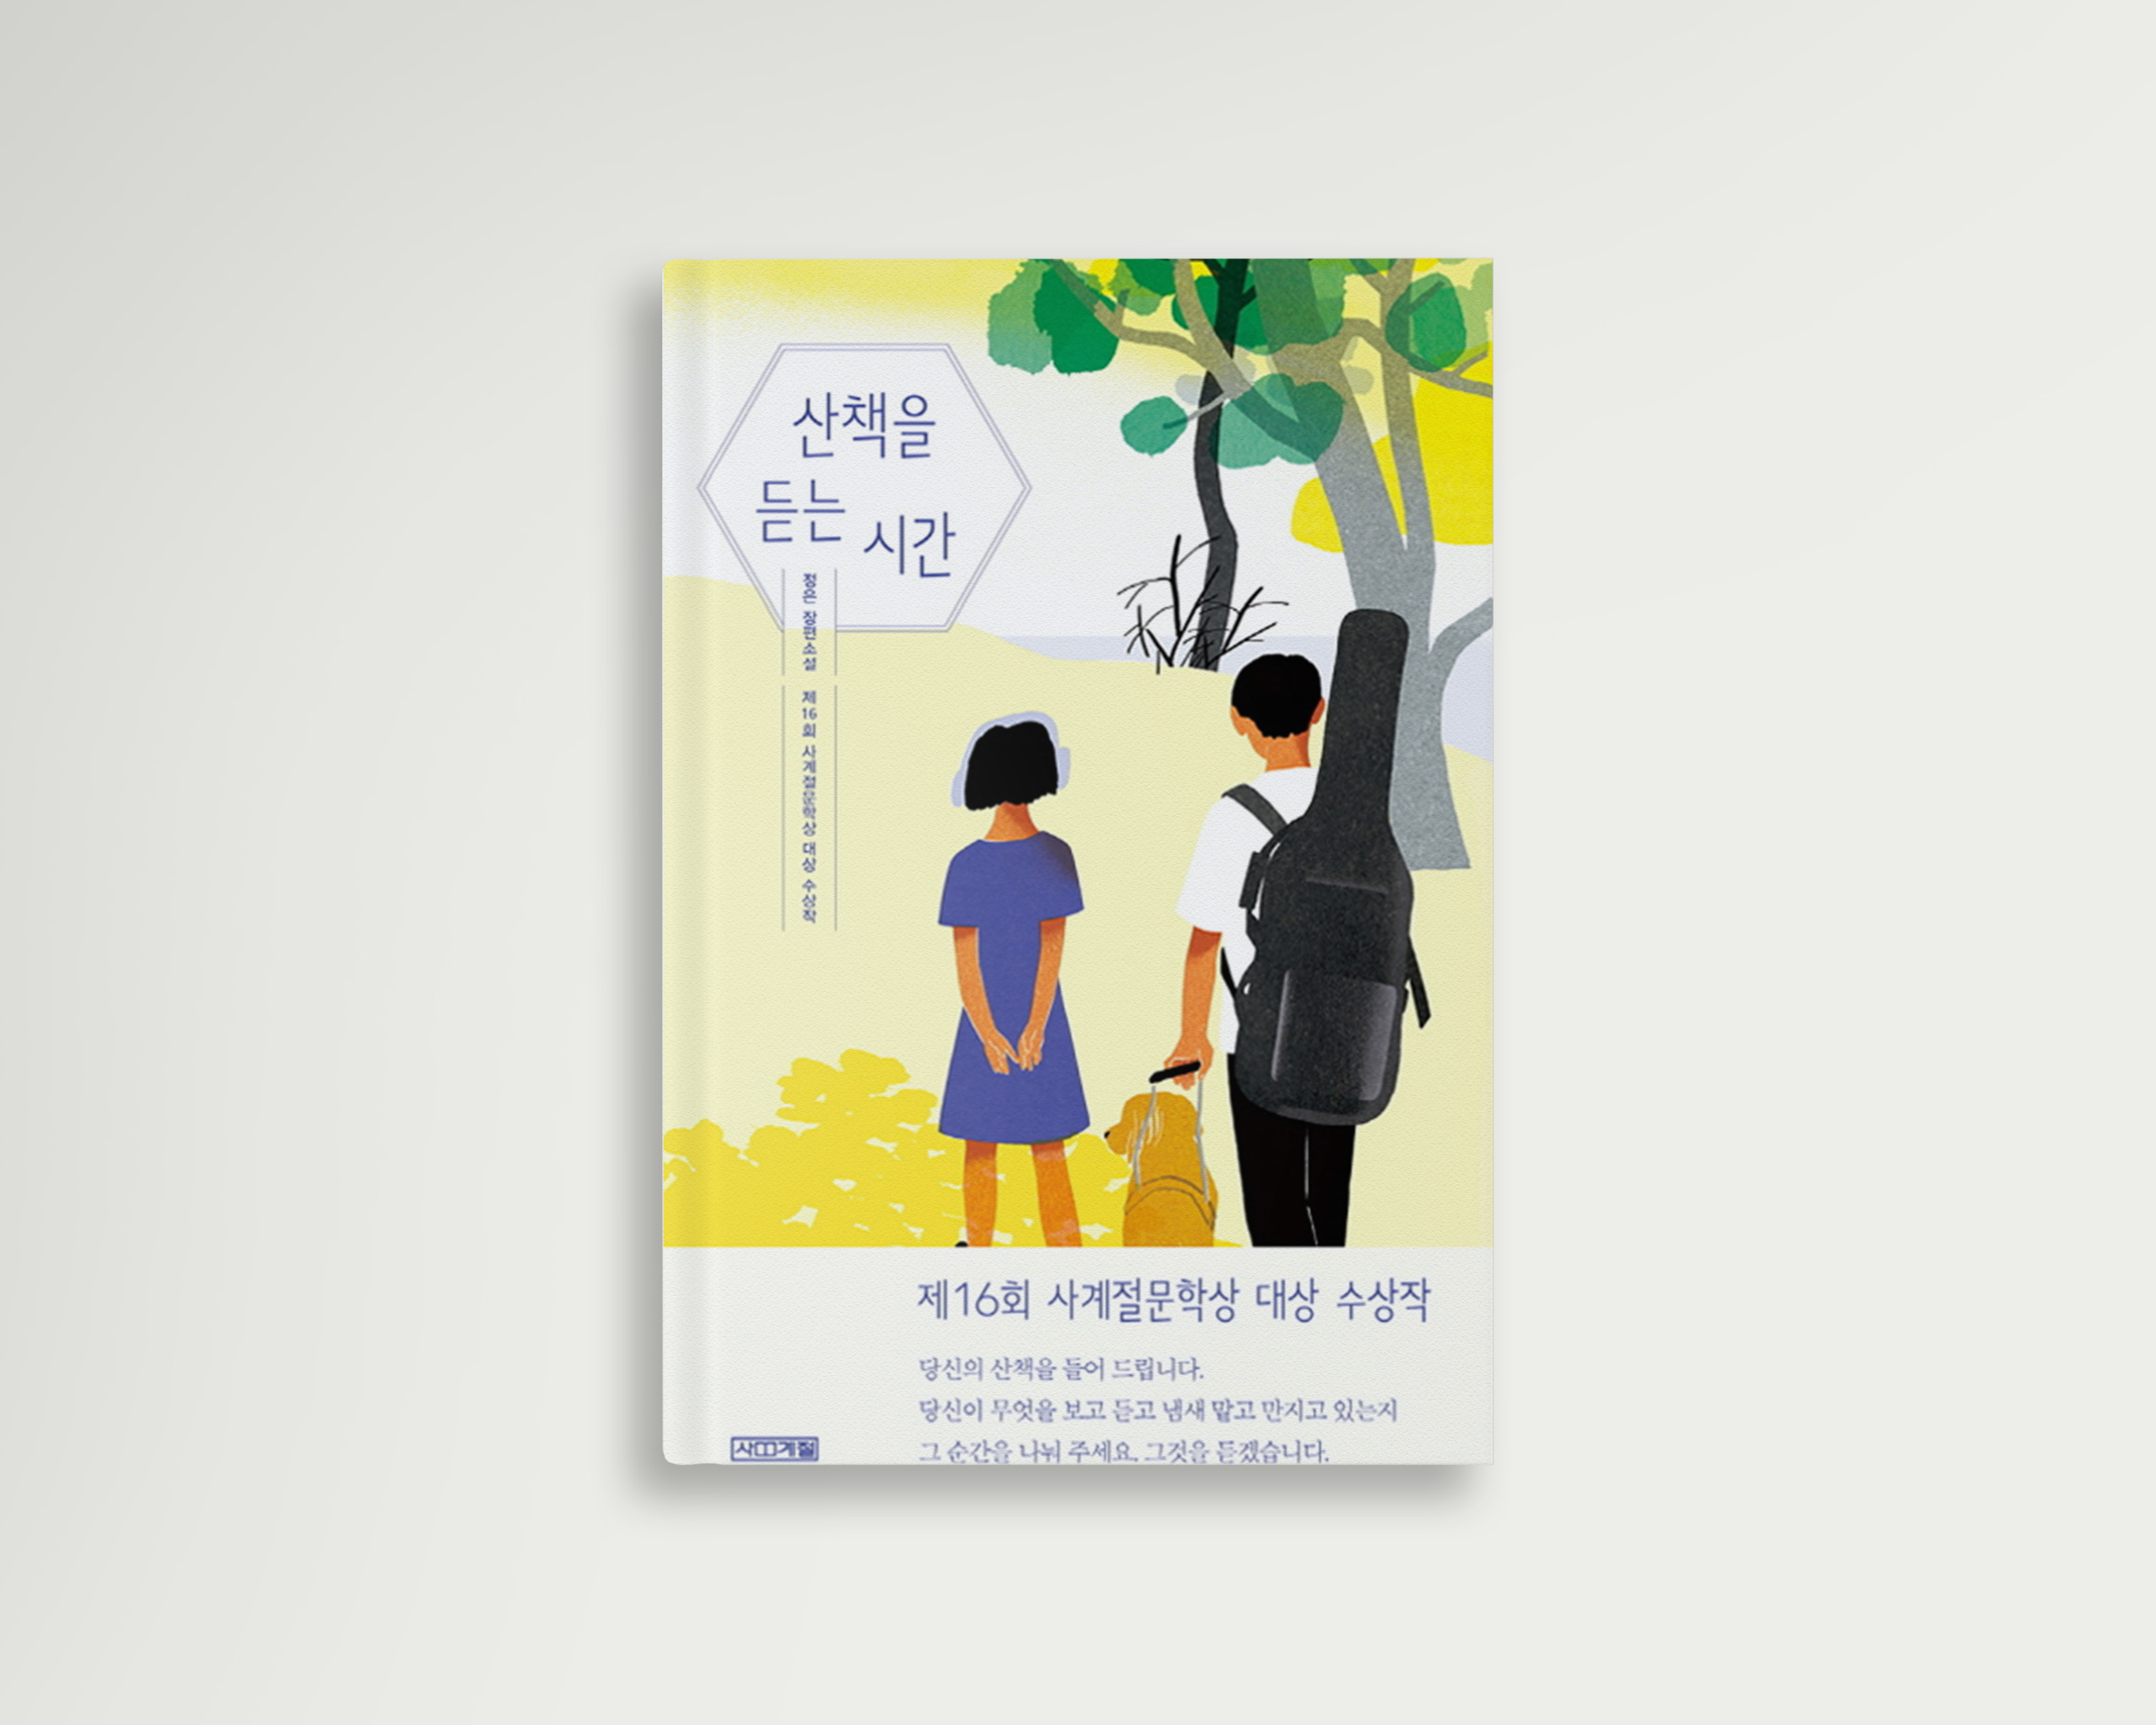 산책을
듣는
시간
정은 장편소설
제16회 사계절문학상 대상 수상작
제16회 사계절문학상 대상 수상작
당신의 산책을 들어 드립니다.
당신이 무엇을 보고 듣고 냄새 맡고 만지고 있는지
그 순간을 나눠 주세요. 그것을 듣겠습니다.
사계절